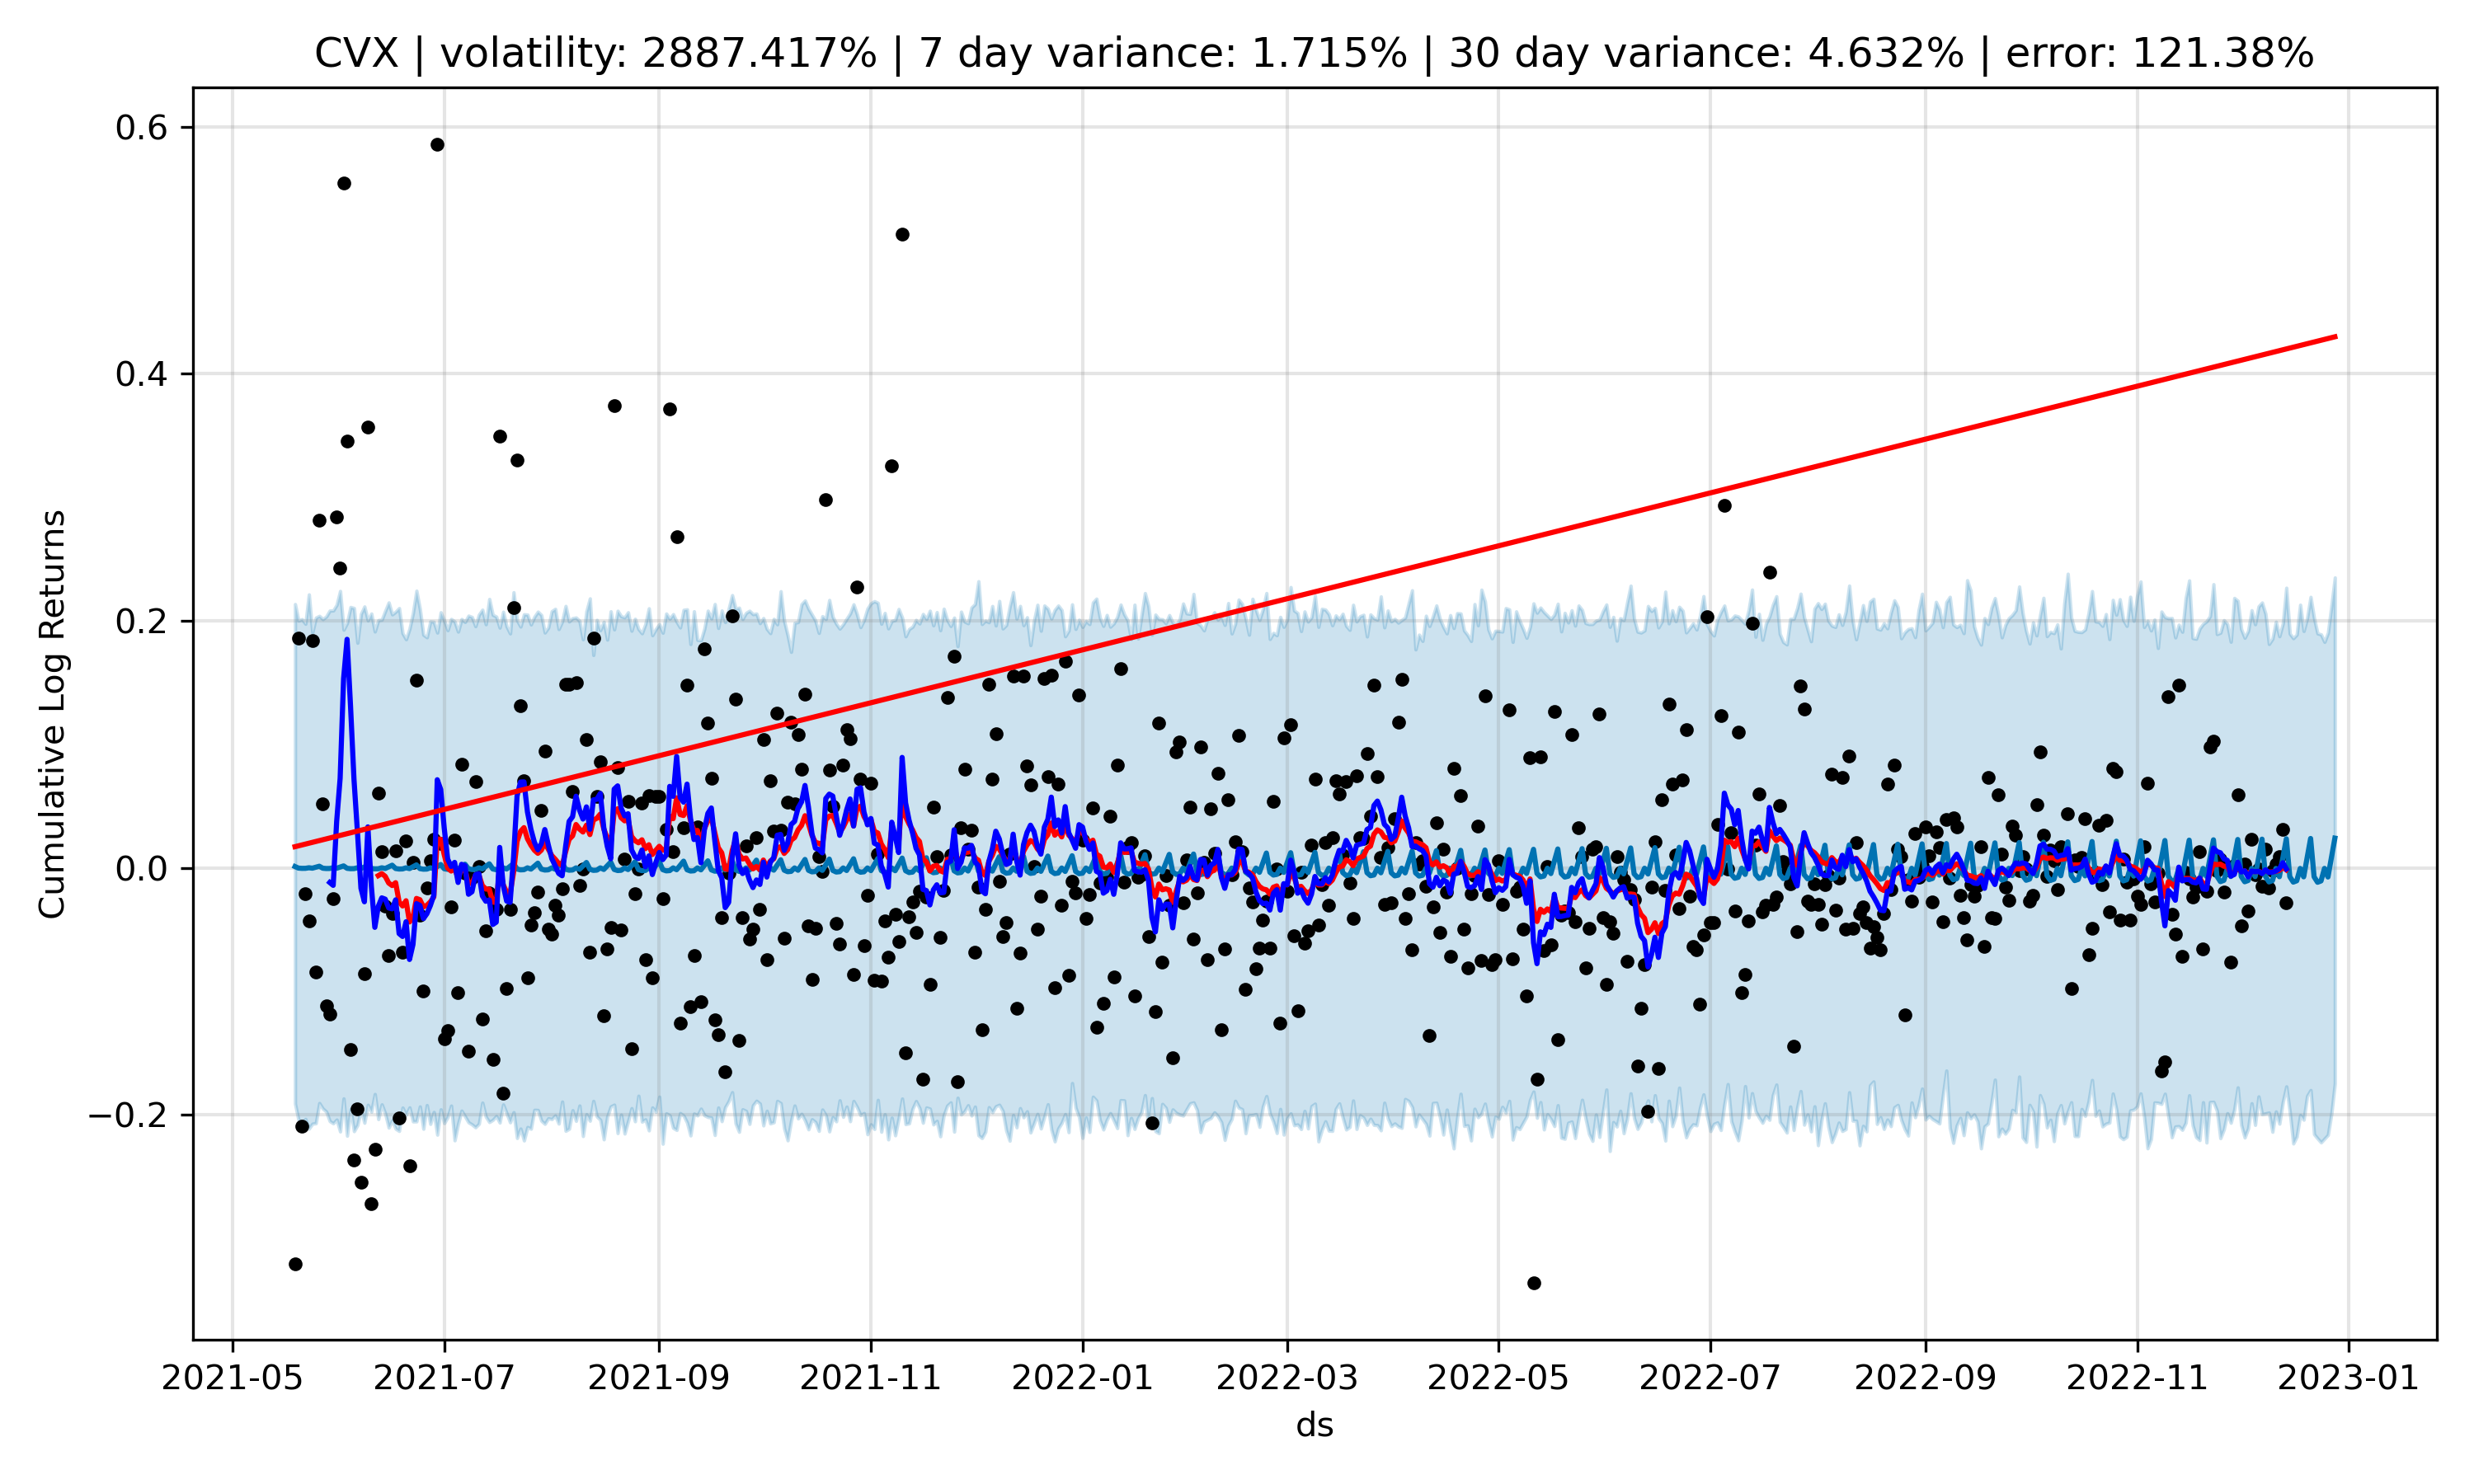 CVX | volatility: 2887.417% | 7 day variance: 1.715% | 30 day variance: 4.632% | error: 121.38%
0.6
0.4
0.2
0.0
−0.2
Cumulative Log Returns
2021-05 2021-07 2021-09 2021-11 2022-01 2022-03 2022-05 2022-07 2022-09 2022-11 2023-01
ds